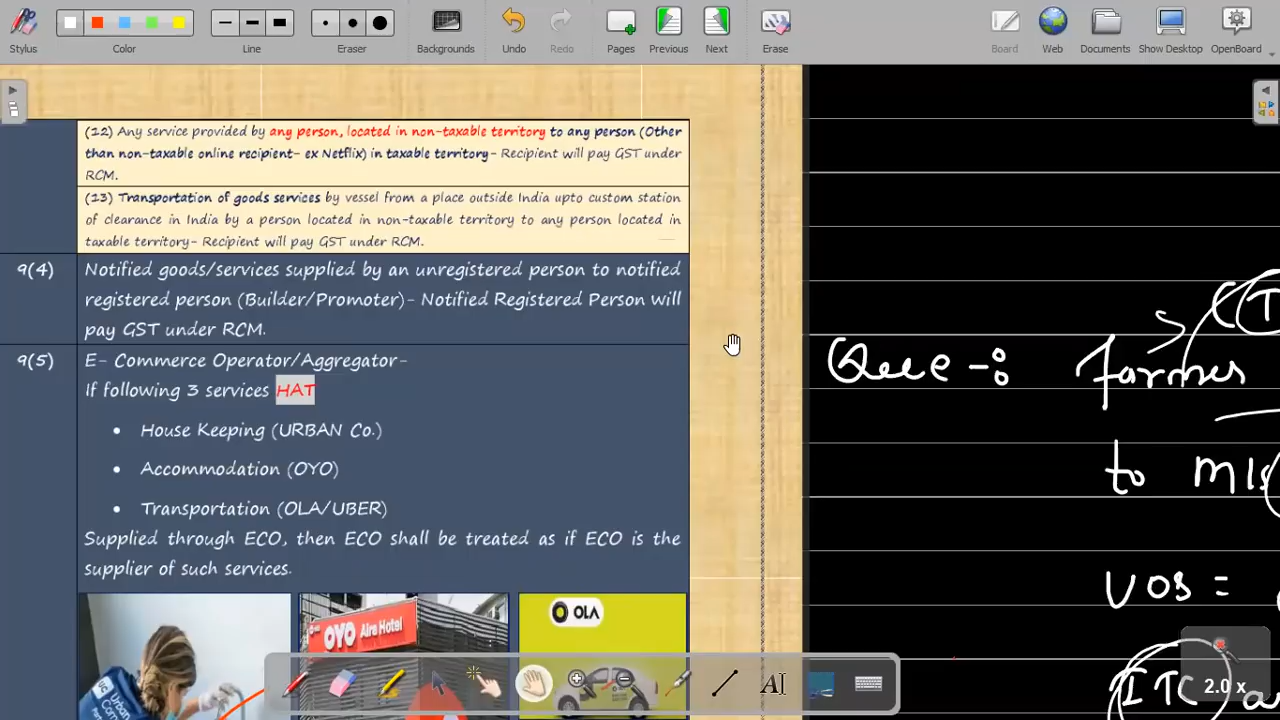 Stylus
Color
Line
Eraser
Backgrounds
Undo
Redo
Pages
Previous
Next
Erase
Board
Web
Documents
Show Desktop
OpenBoard
(12) Any service provided by any person, located in non-taxable territory to any person (Other
than non-taxable online recipient- ex Netflix) in taxable territory- Recipient will pay GST under
RCM.
(13) Transportation of goods services by vessel from a place outside India upto custom station
of clearance in India by a person located in non-taxable territory to any person located in
taxable territory- Recipient will pay GST under RCM.
9(4)
Notified goods/services supplied by an unregistered person to notified
registered person (Builder/Promoter)- Notified Registered Person will
pay GST under RCM.
9(5)
E- Commerce Operator/Aggregator-
If following 3 services HAT
• House Keeping (URBAN Co.)
• Accommodation (OYO)
• Transportation (OLA/UBER)
Supplied through ECO, then ECO shall be treated as if ECO is the
supplier of such services.
Urban
OYO Airs Hotel
OLA
(T
Que -: farmer
to
VOS =
ITC
2.0 x